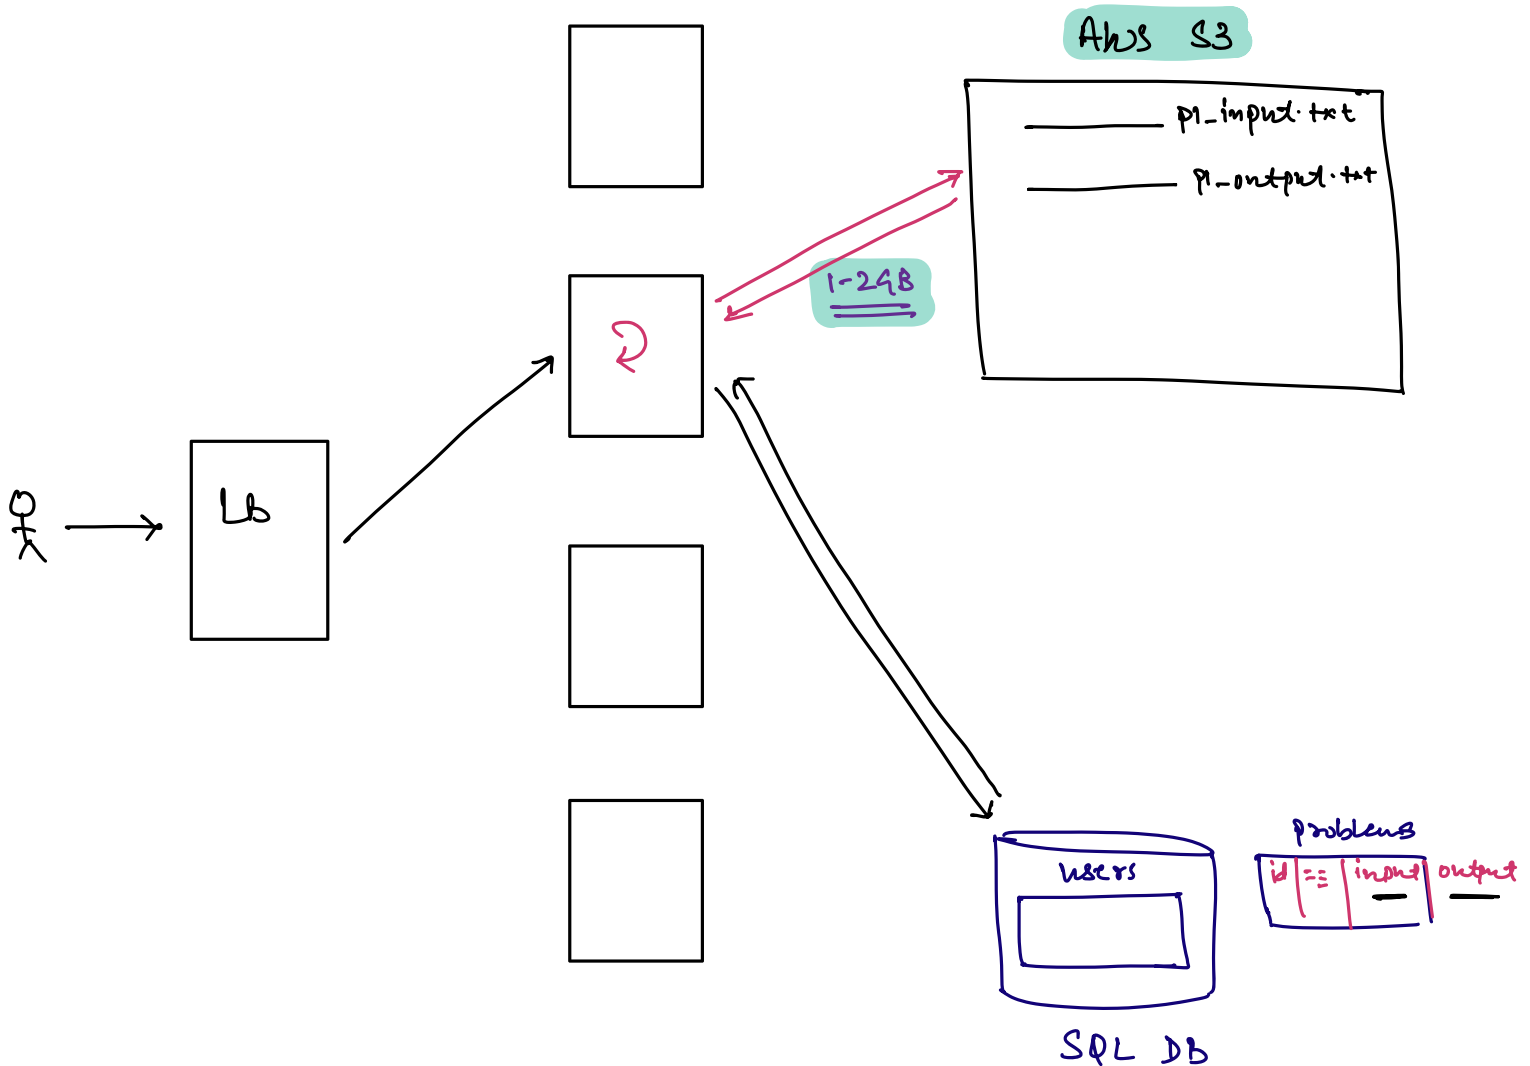 AWS S3
p1_input.txt
p1_output.txt
1-2GB
Lb
users
problems
id
input
output
SQL DB